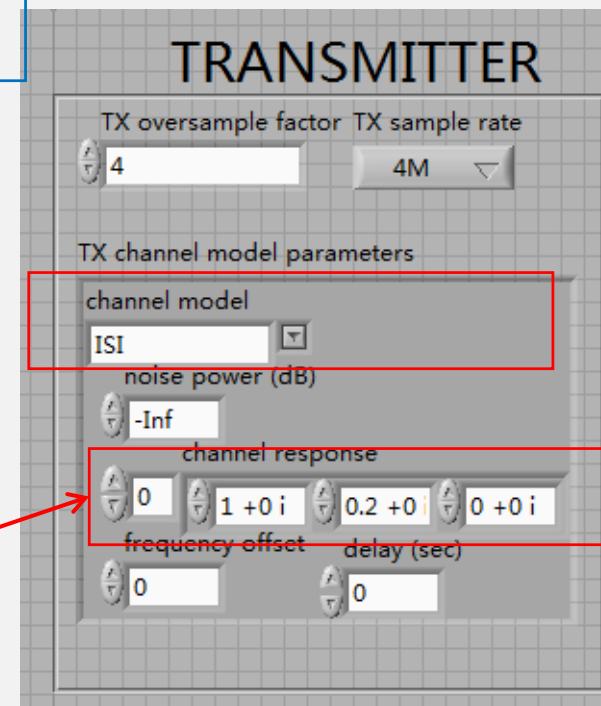 TRANSMITTER
TX oversample factor TX sample rate
4 4M
TX channel model parameters
channel model
ISI
noise power (dB)
-Inf
channel response
0 1 +0 i 0.2 +0 i 0 +0 i
frequency offset delay (sec)
0 0